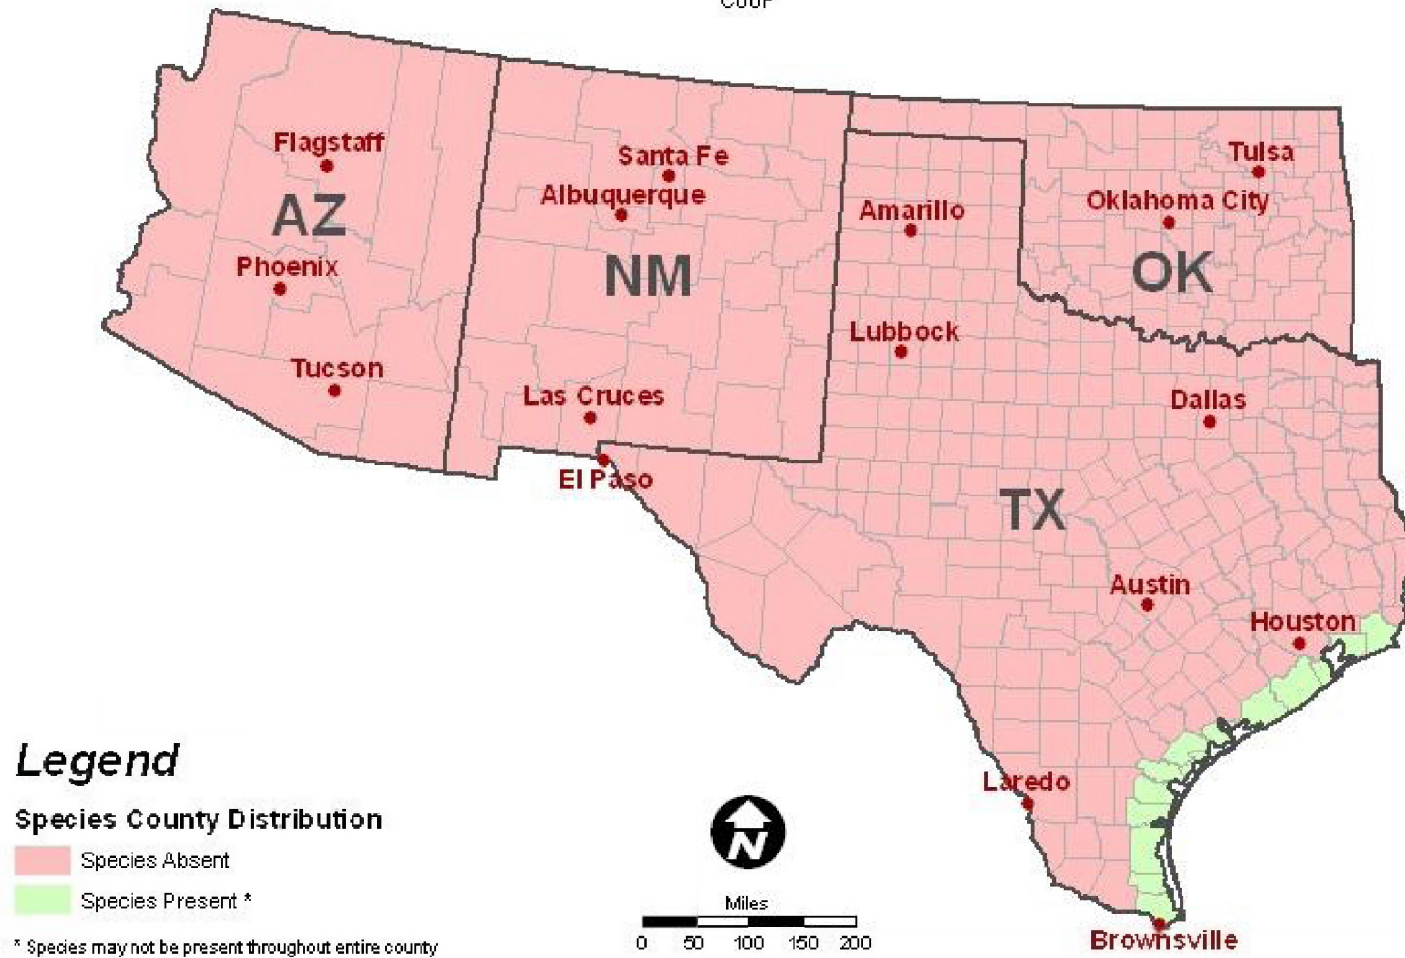 Flagstaff
Santa Fe
Tulsa
Albuquerque
Oklahoma City
AZ
Amarillo
Phoenix
NM
OK
Lubbock
Tucson
Las Cruces
Dallas
El Paso
TX
Austin
Houston
Legend
Laredo
Species County Distribution
Species Absent
Species Present *
N
Miles
0 50 100 150 200
* Species may not be present throughout entire county
Brownsville